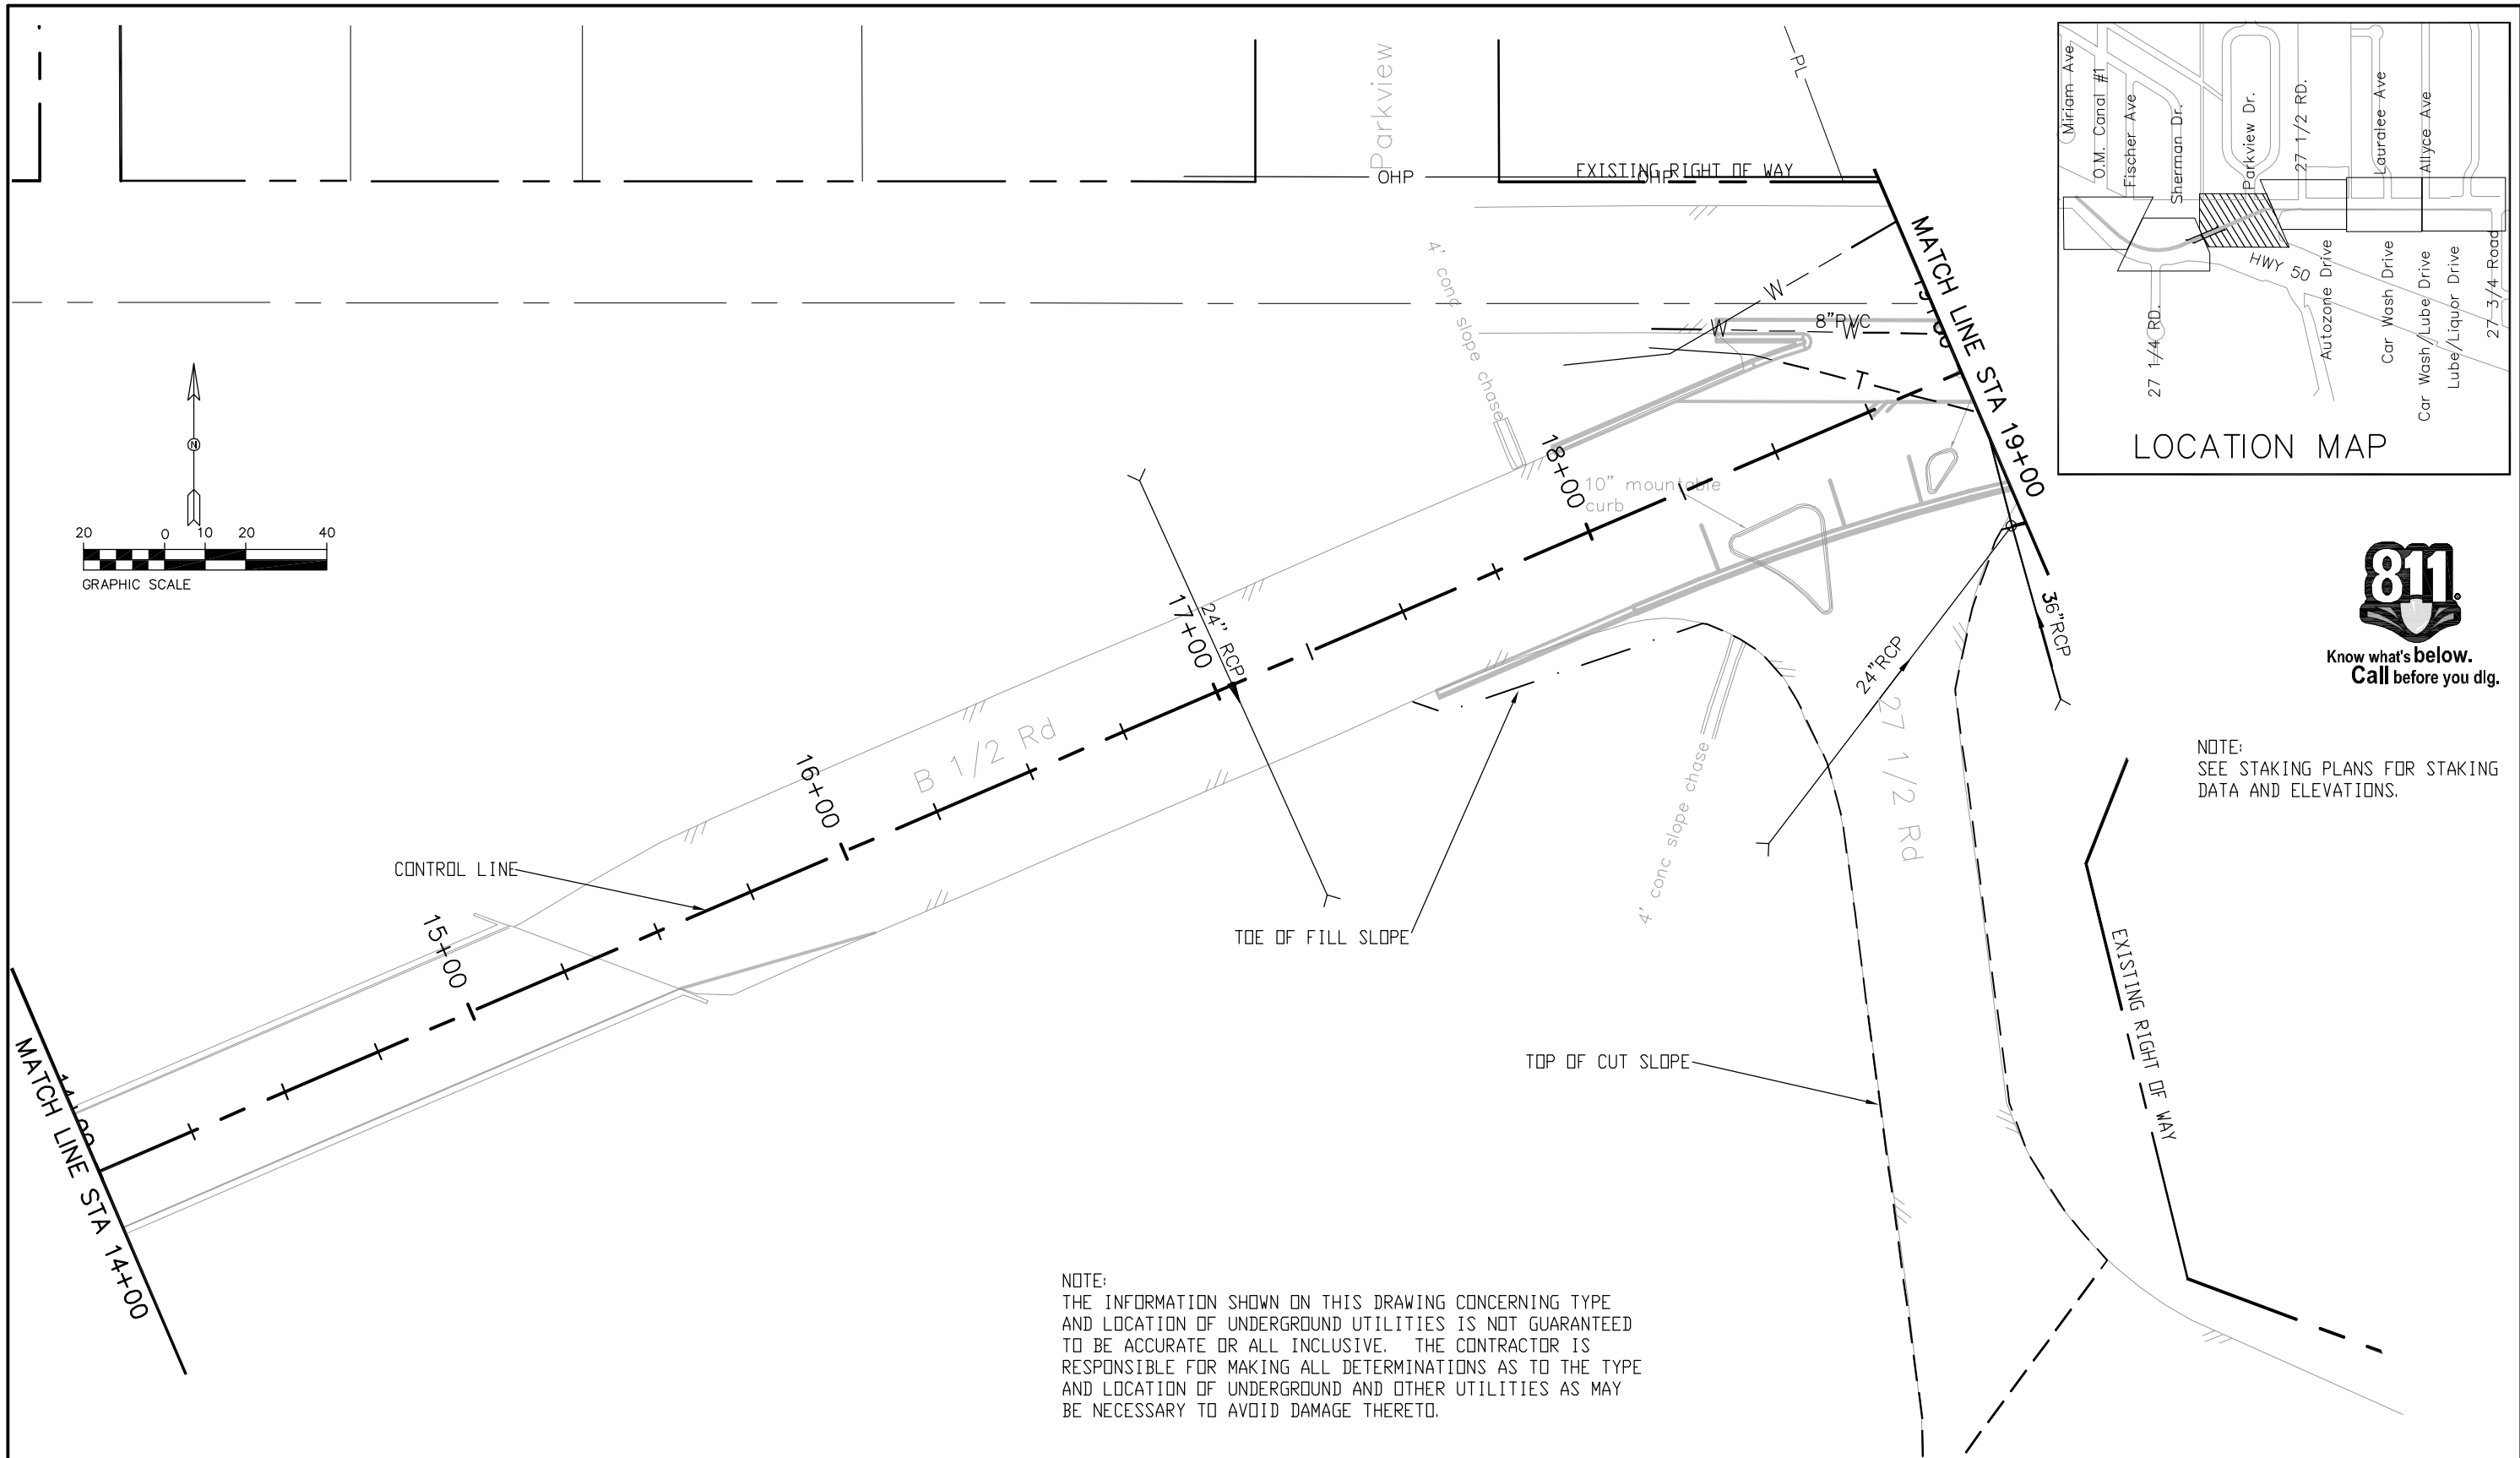 Parkview
PL
EXISTING RIGHT OF WAY
OHP
OHP
4' conc slope chase
W
W
8"PVC
W
T
MATCH LINE STA 19+00
18+00
10" mountable
curb
N
20 0 10 20 40
GRAPHIC SCALE
17+00
24" RCP
B 1/2 Rd
16+00
CONTROL LINE
15+00
14+00
MATCH LINE STA 14+00
TOE OF FILL SLOPE
4' conc slope chase
24"RCP
36"RCP
27 1/2 Rd
EXISTING RIGHT OF WAY
TOP OF CUT SLOPE
NOTE:
THE INFORMATION SHOWN ON THIS DRAWING CONCERNING TYPE
AND LOCATION OF UNDERGROUND UTILITIES IS NOT GUARANTEED
TO BE ACCURATE OR ALL INCLUSIVE. THE CONTRACTOR IS
RESPONSIBLE FOR MAKING ALL DETERMINATIONS AS TO THE TYPE
AND LOCATION OF UNDERGROUND AND OTHER UTILITIES AS MAY
BE NECESSARY TO AVOID DAMAGE THERETO.
Miriam Ave
O.M. Canal #1
Fischer Ave
Sherman Dr.
Parkview Dr.
27 1/2 RD.
Lauralee Ave
Allyce Ave
27 1/4 RD.
HWY 50
Autozone Drive
Car Wash Drive
Car Wash/Lube Drive
Lube/Liquor Drive
27 3/4 Road
LOCATION MAP
811
Know what's below.
Call before you dig.
NOTE:
SEE STAKING PLANS FOR STAKING
DATA AND ELEVATIONS.